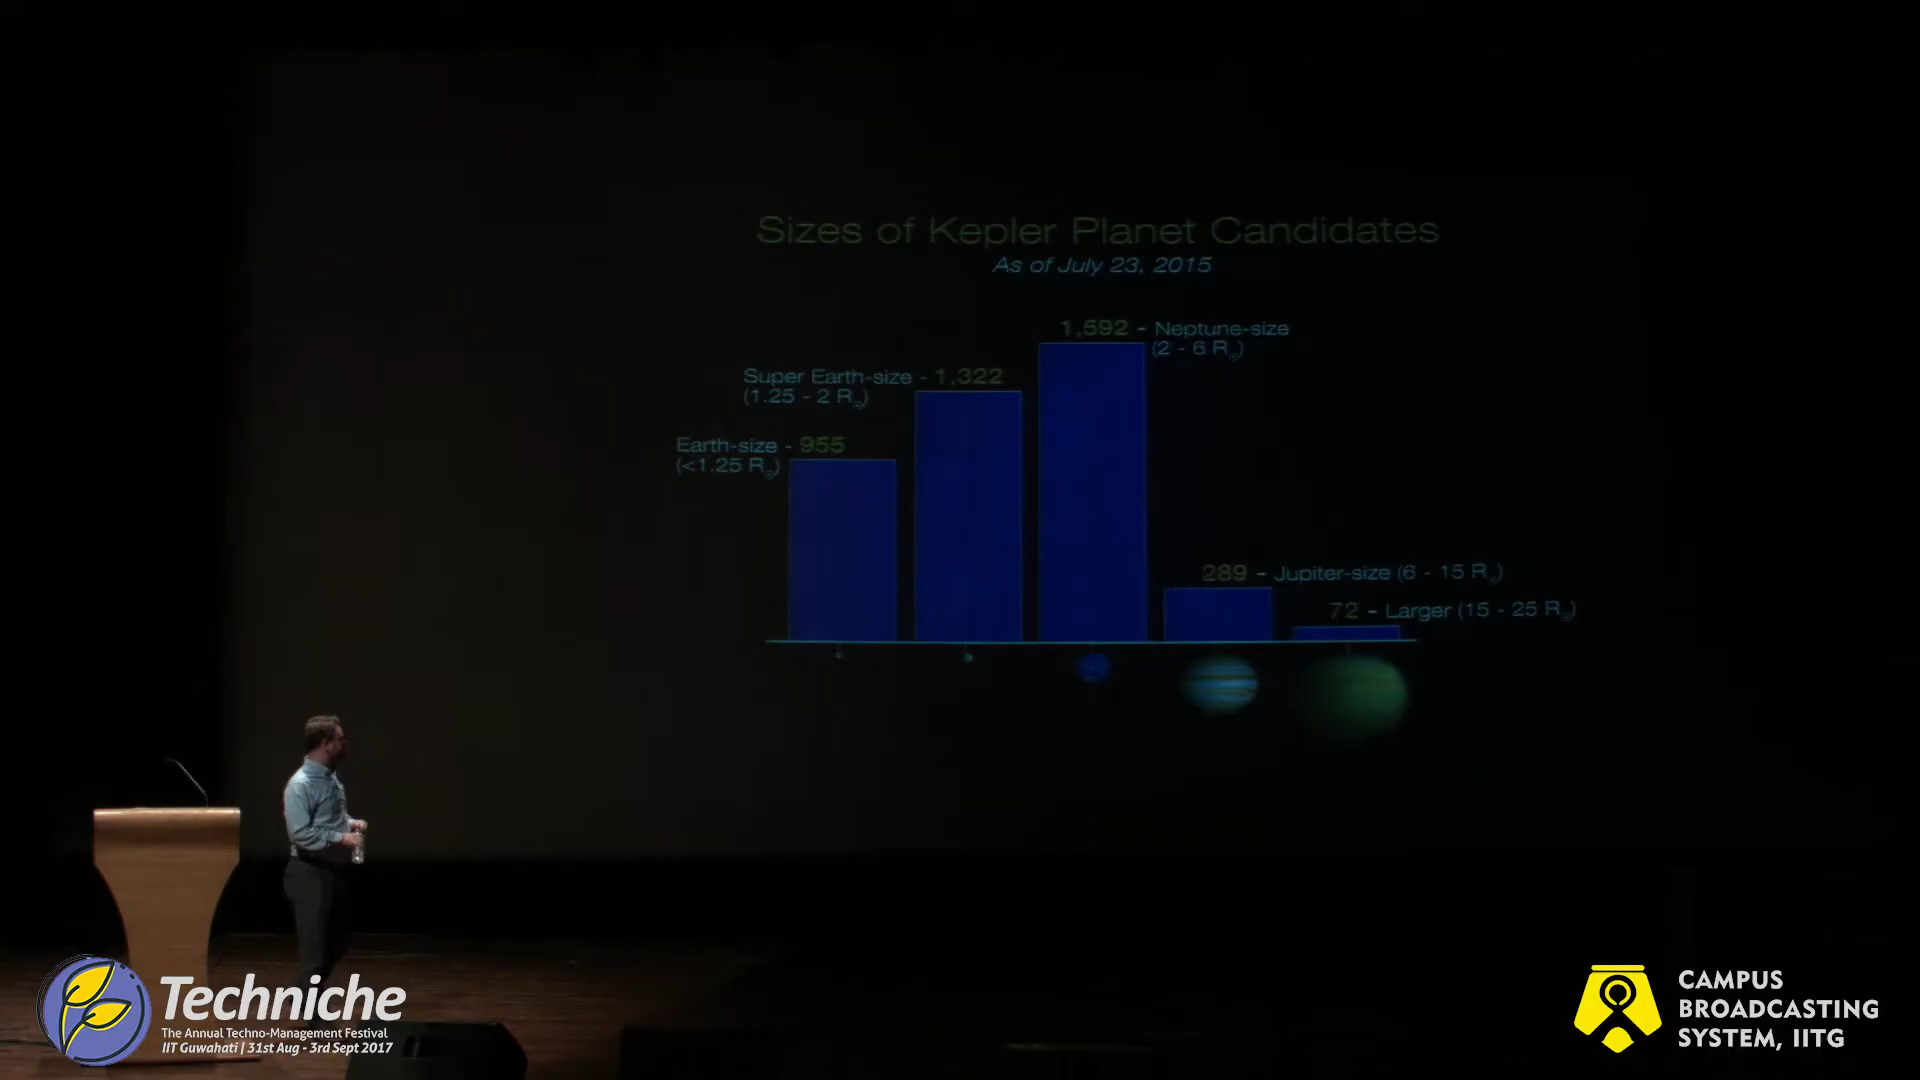 Sizes of Kepler Planet Candidates
As of July 23, 2015
1,592 - Neptune-size
(2 - 6 R⊕)
Super Earth-size - 1,322
(1.25 - 2 R⊕)
Earth-size - 955
(<1.25 R⊕)
289 - Jupiter-size (6 - 15 R⊕)
72 - Larger (15 - 25 R⊕)
Techniche
The Annual Techno-Management Festival
IIT Guwahati | 31st Aug - 3rd Sept 2017
CAMPUS
BROADCASTING
SYSTEM, IITG